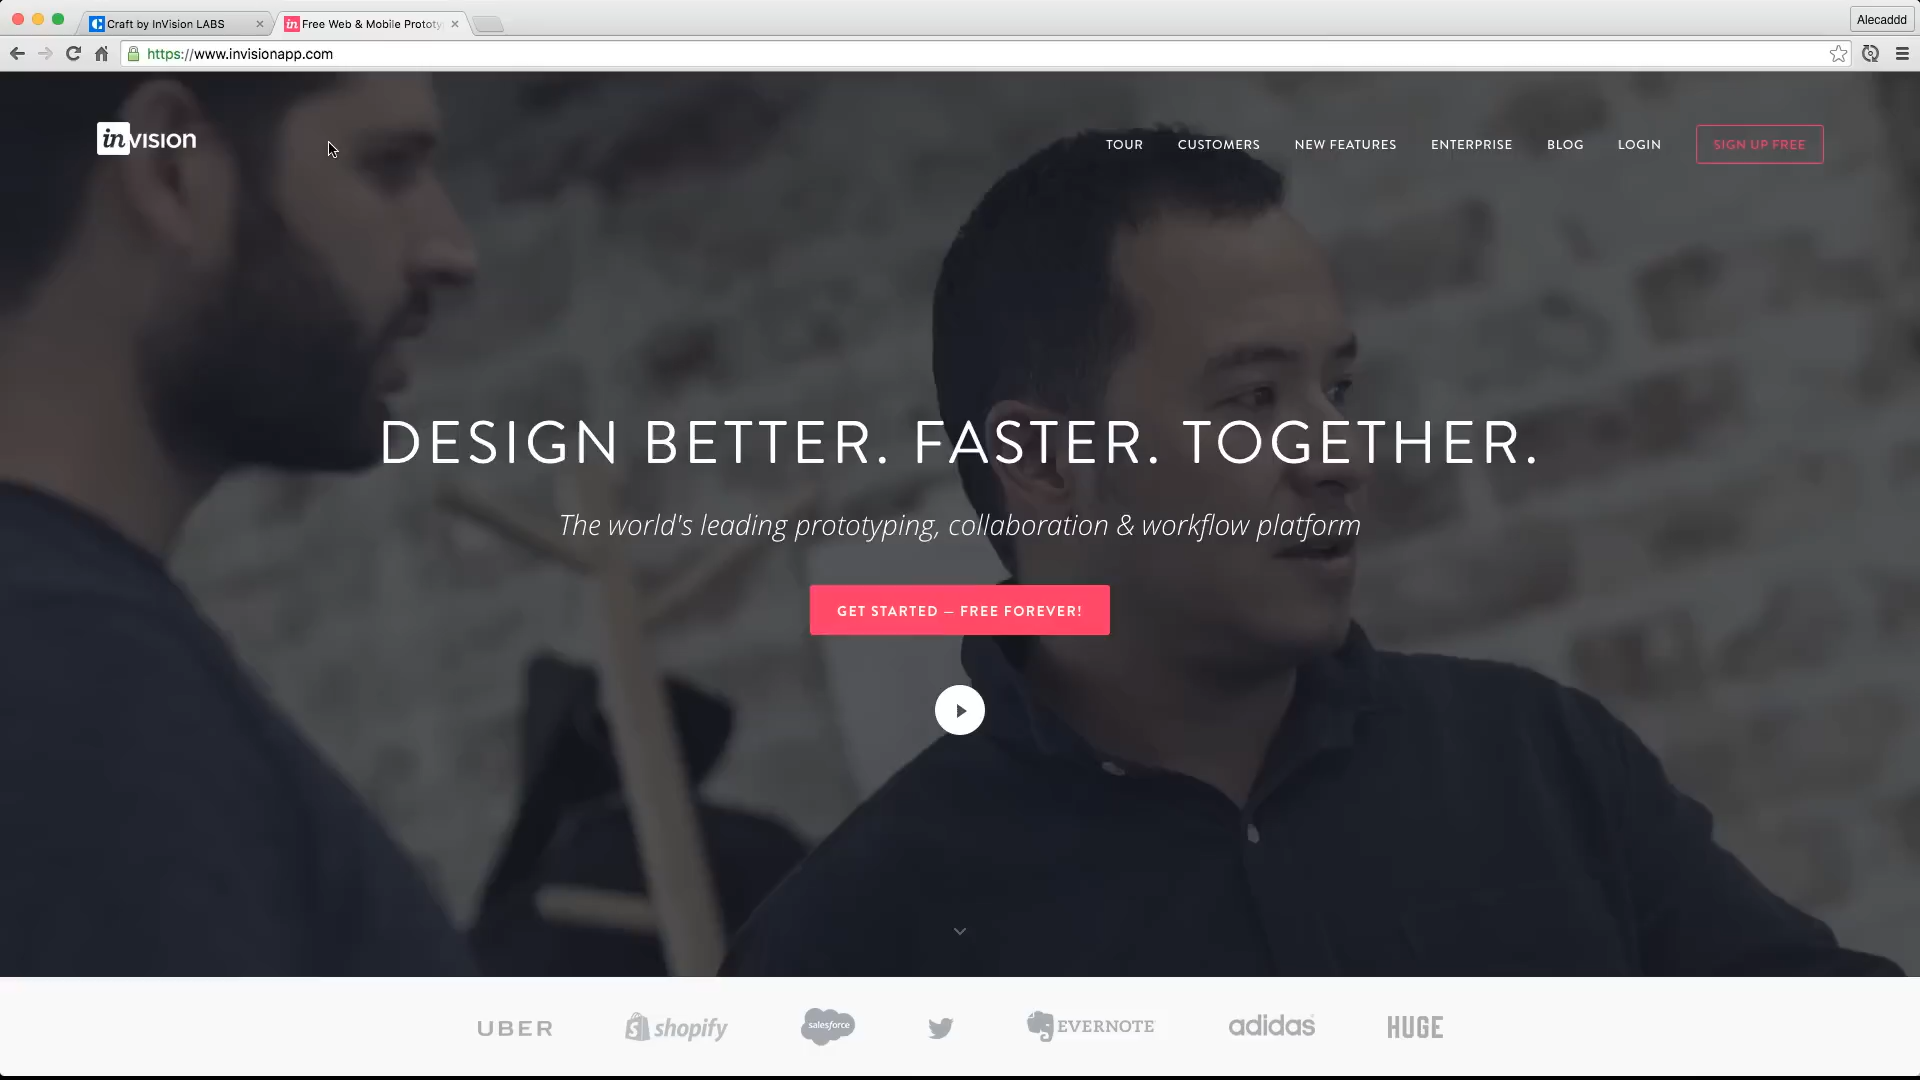 Craft by InVision LABS
Free Web & Mobile Prototy
Alecaddd
https://www.invisionapp.com
invision
TOUR
CUSTOMERS
NEW FEATURES
ENTERPRISE
BLOG
LOGIN
SIGN UP FREE
DESIGN BETTER. FASTER. TOGETHER.
The world's leading prototyping, collaboration & workflow platform
GET STARTED — FREE FOREVER!
UBER
shopify
salesforce
EVERNOTE
adidas
HUGE